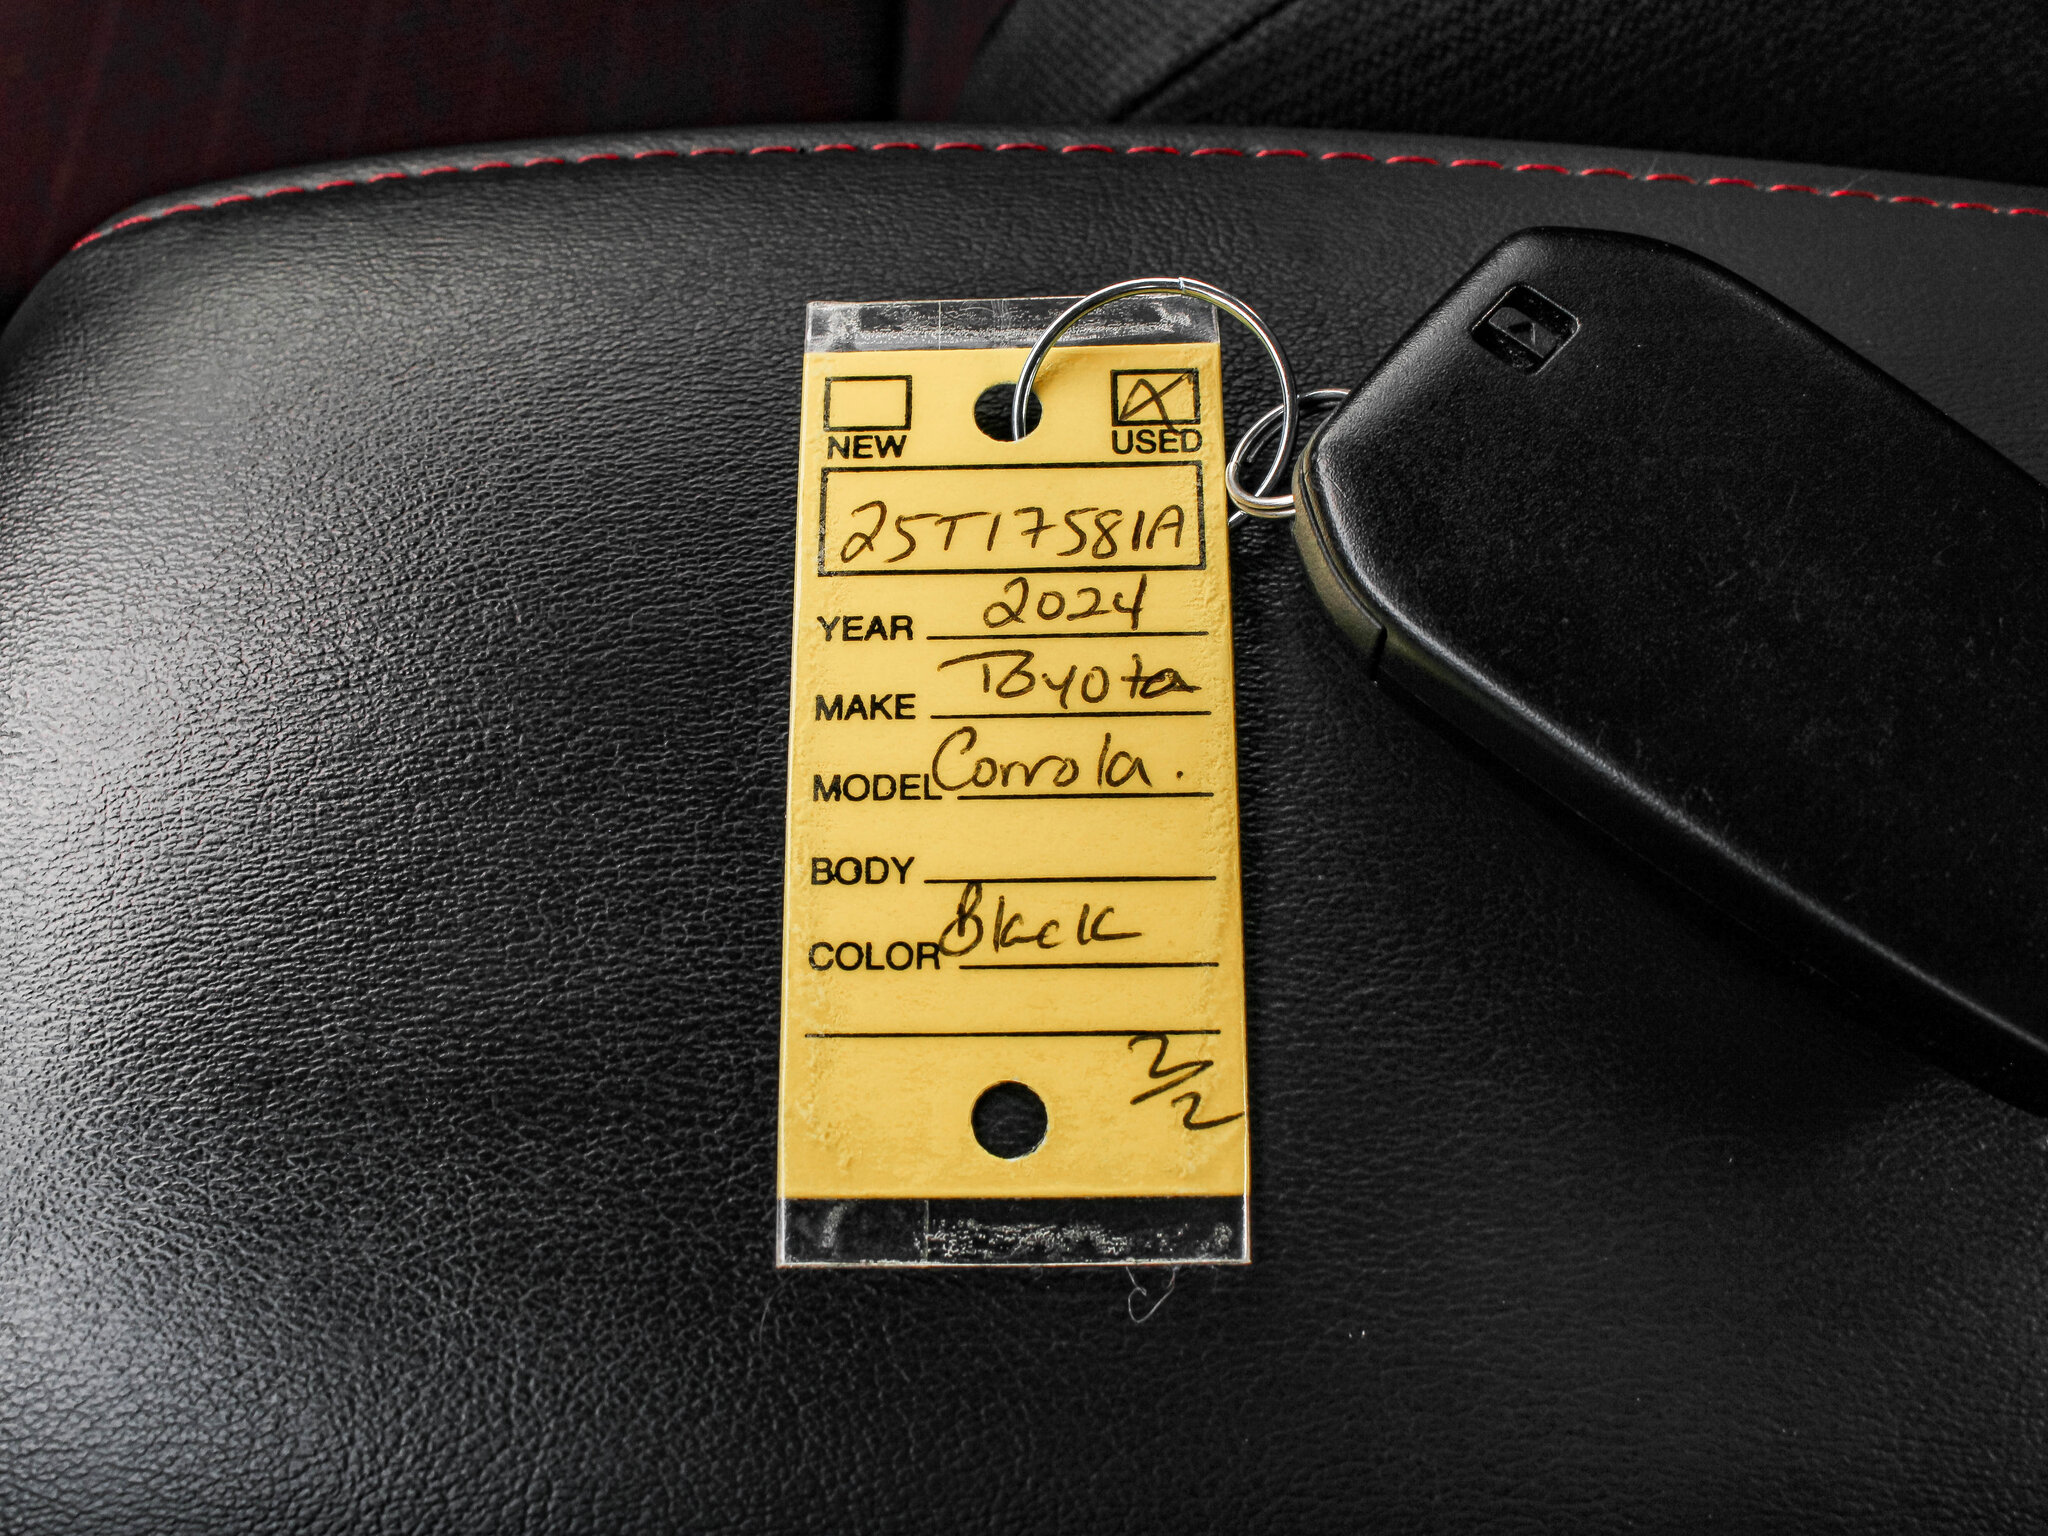 NEW USED
25T17581A
YEAR 2024
MAKE Toyota
MODEL Corrola.
BODY
COLOR Black
2/2